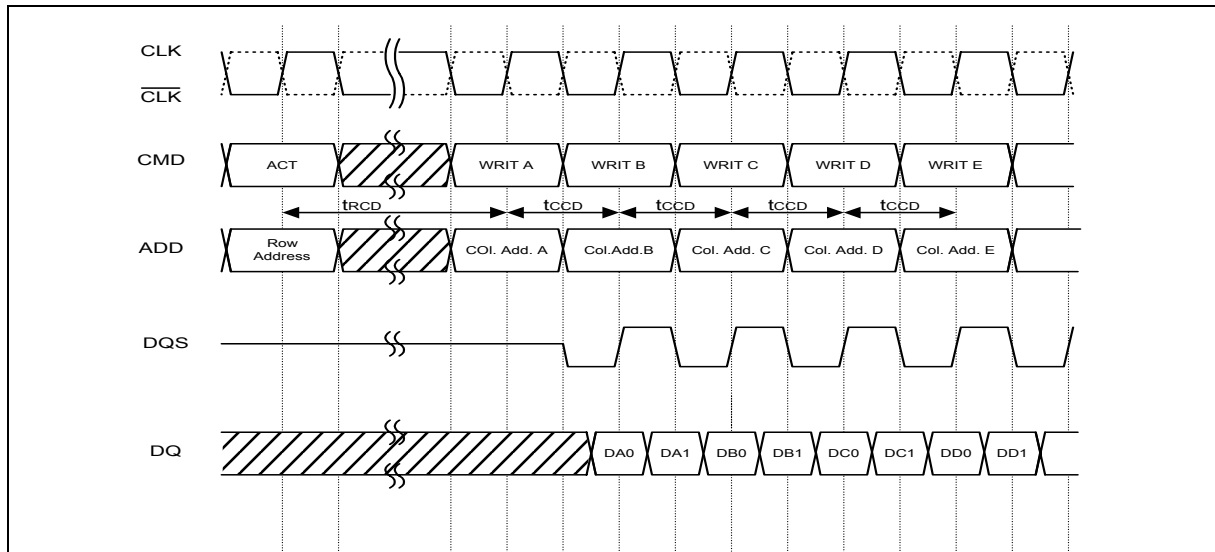 CLK
CLK
CMD ACT WRIT A WRIT B WRIT C WRIT D WRIT E
tRCD tCCD tCCD tCCD tCCD
ADD Row Address COl. Add. A Col.Add.B Col. Add. C Col. Add. D Col. Add. E
DQS
DQ DA0 DA1 DB0 DB1 DC0 DC1 DD0 DD1